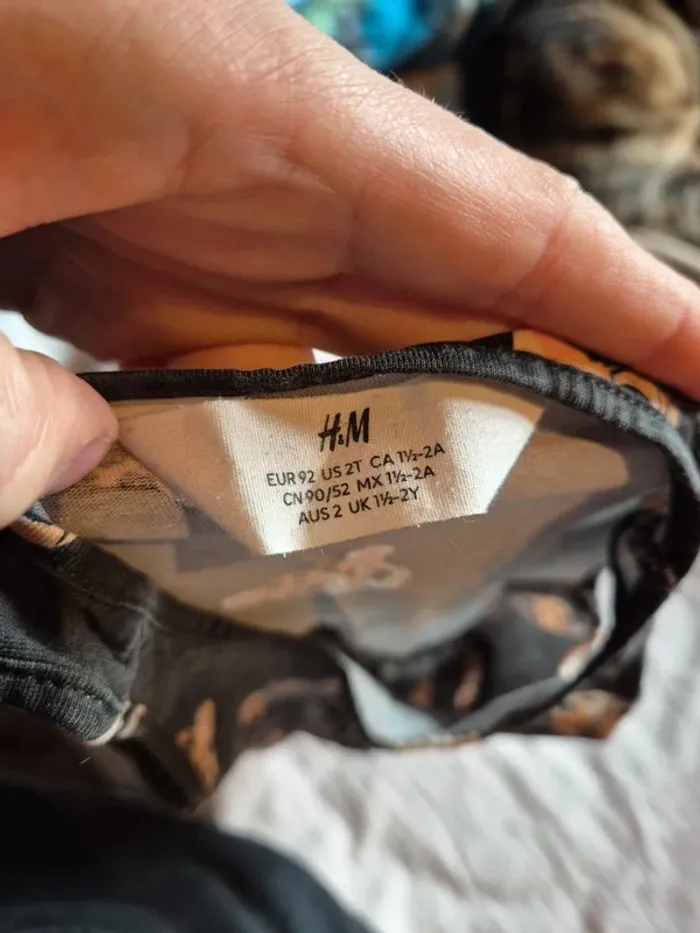 H&M
EUR 92 US 2T CA 1½-2A
CN 90/52 MX 1½-2A
AUS 2 UK 1½-2Y